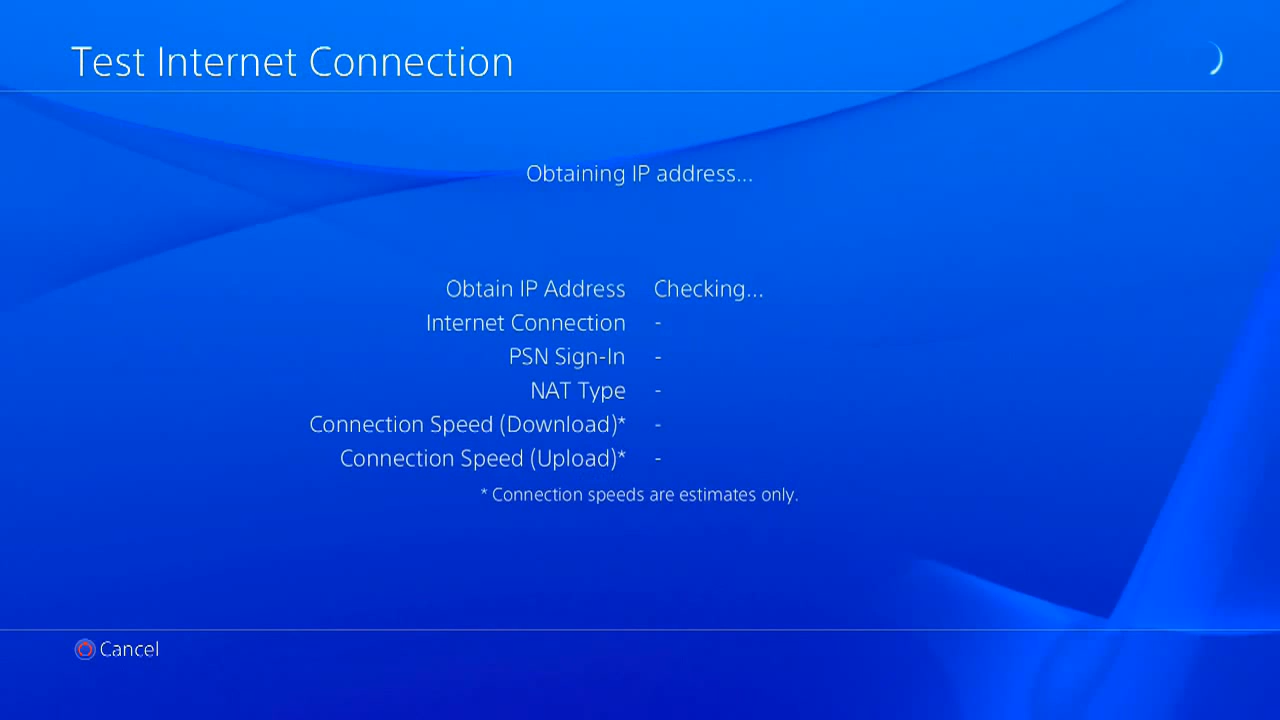 Test Internet Connection
Obtaining IP address...
Obtain IP Address Checking...
Internet Connection -
PSN Sign-In -
NAT Type -
Connection Speed (Download)* -
Connection Speed (Upload)* -
* Connection speeds are estimates only.
Cancel